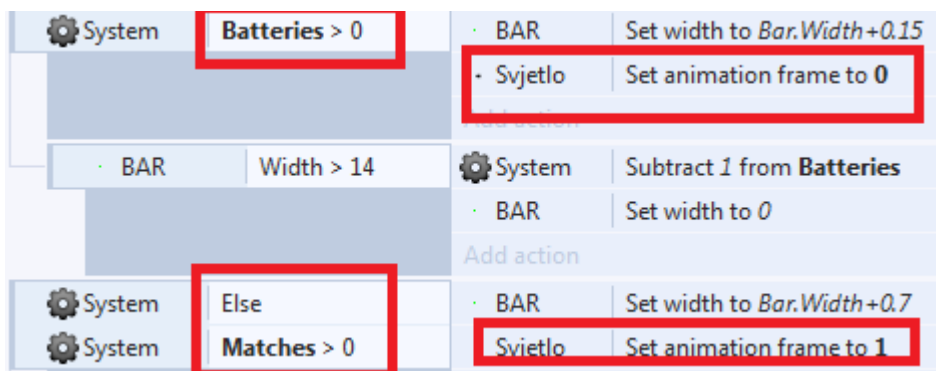 System Batteries > 0 BAR Set width to Bar.Width+0.15
Svjetlo Set animation frame to 0
Add action
BAR Width > 14 System Subtract 1 from Batteries
BAR Set width to 0
Add action
System Else BAR Set width to Bar.Width+0.7
System Matches > 0 Svjetlo Set animation frame to 1